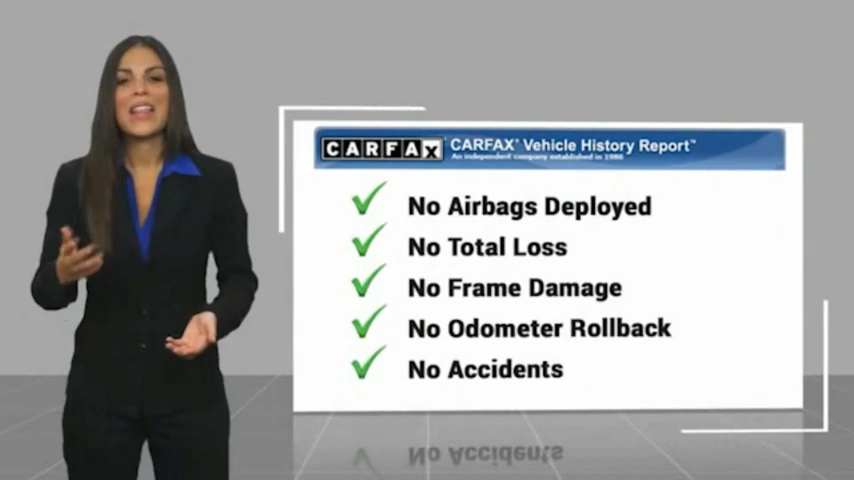 CARFAX CARFAX® Vehicle History Report™
An independent company established in 1986
No Airbags Deployed
No Total Loss
No Frame Damage
No Odometer Rollback
No Accidents
No Accidents